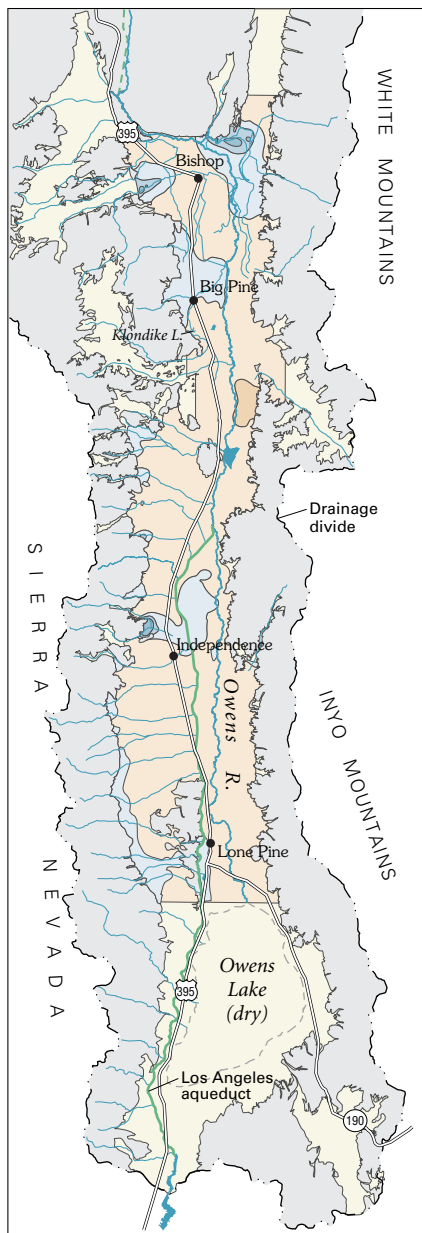 WHITE MOUNTAINS
395
Bishop
Big Pine
Klondike L.
Drainage
divide
SIERRA NEVADA
Independence
Owens R.
INYO MOUNTAINS
Lone Pine
Owens
Lake
(dry)
395
Los Angeles
aqueduct
190